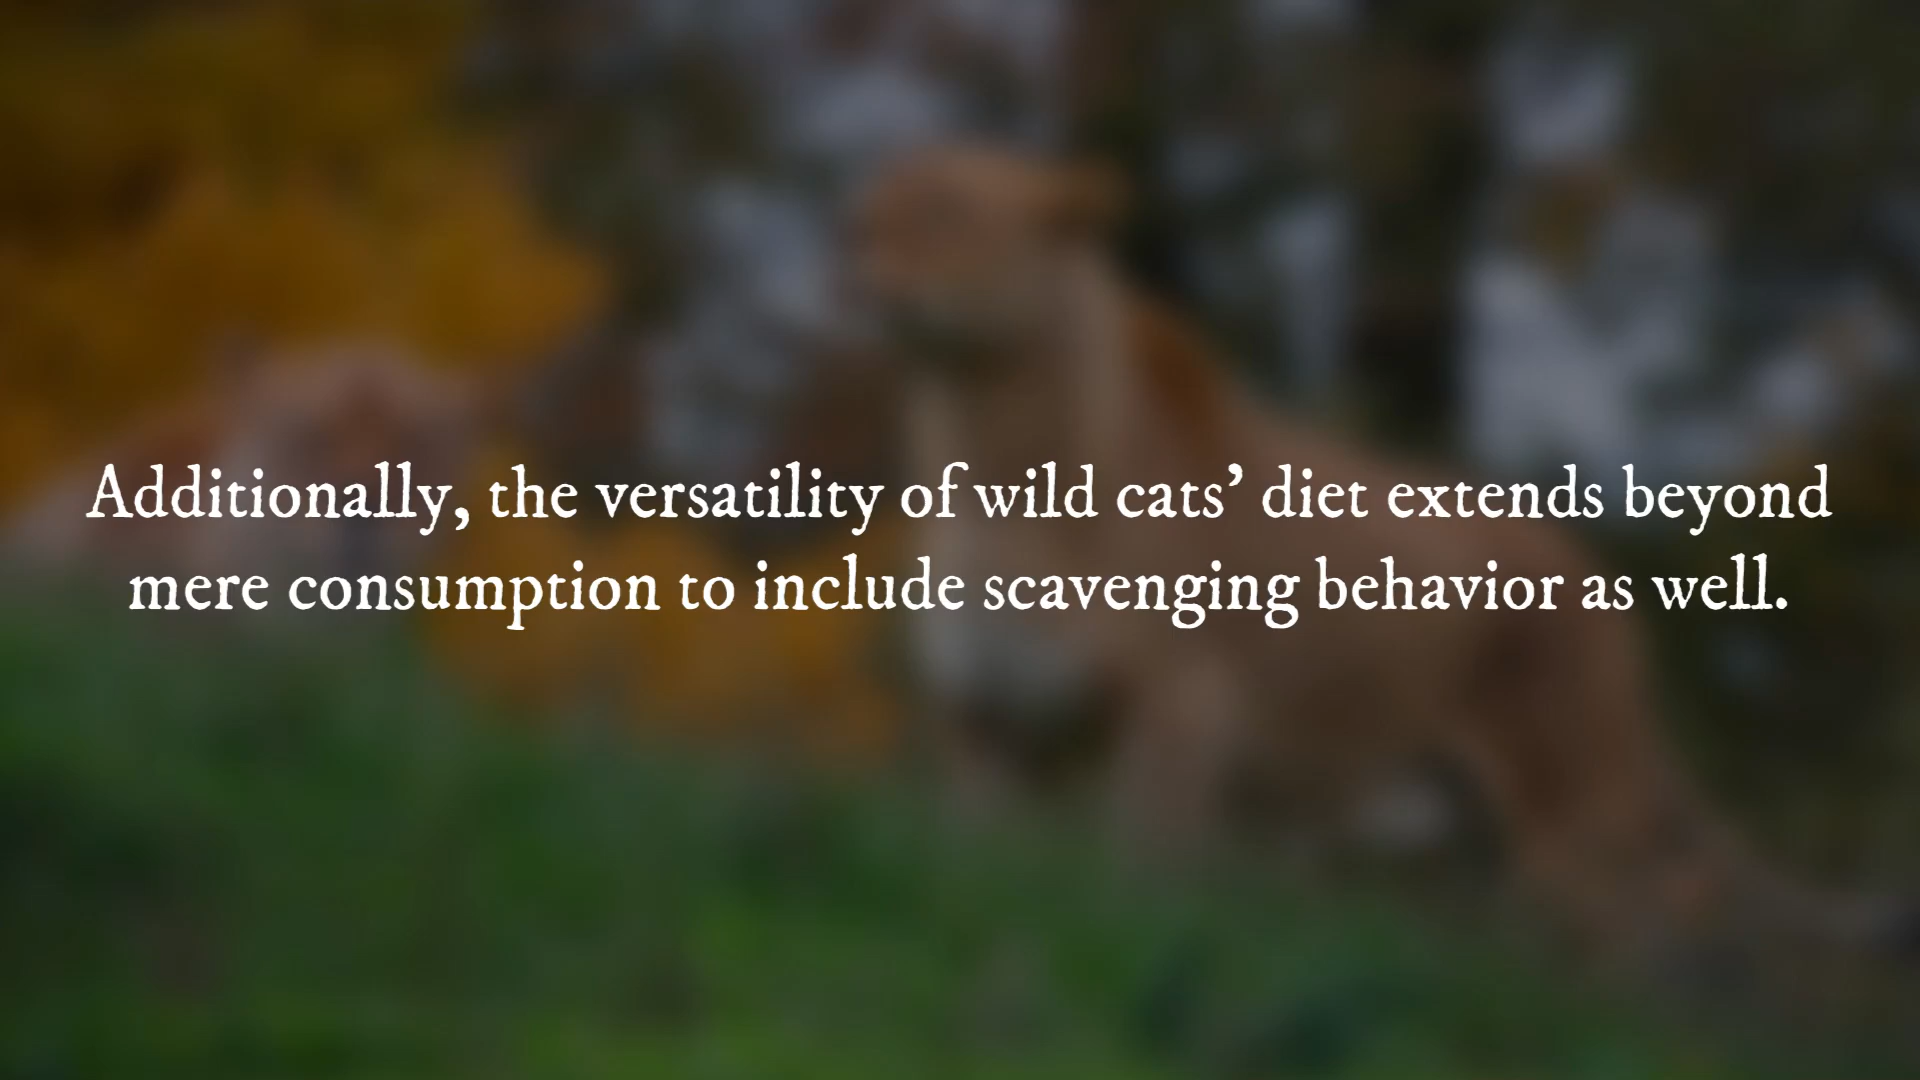 Additionally, the versatility of wild cats’ diet extends beyond
mere consumption to include scavenging behavior as well.